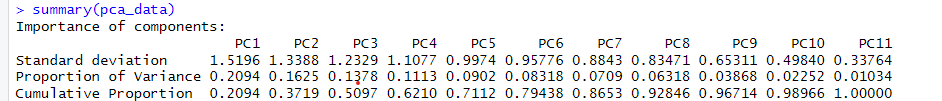 > summary(pca_data)
Importance of components:
PC1 PC2 PC3 PC4 PC5 PC6 PC7 PC8 PC9 PC10 PC11
Standard deviation 1.5196 1.3388 1.2329 1.1077 0.9974 0.95776 0.8843 0.83471 0.65311 0.49840 0.33764
Proportion of Variance 0.2094 0.1625 0.1378 0.1113 0.0902 0.08318 0.0709 0.06318 0.03868 0.02252 0.01034
Cumulative Proportion 0.2094 0.3719 0.5097 0.6210 0.7112 0.79438 0.8653 0.92846 0.96714 0.98966 1.00000